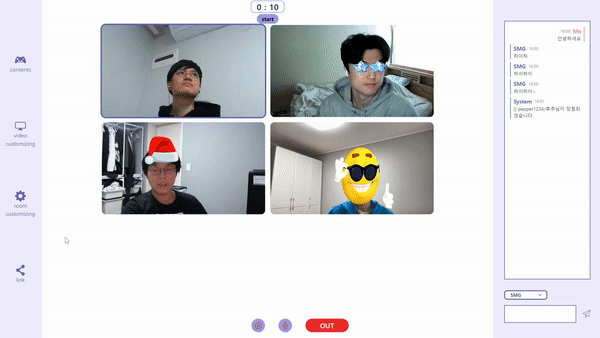 0 : 10
start
contents
video
customizing
room
customizing
link
16:00 Me
안녕하세요
SMG 16:00
하이하
SMG 16:00
하이하이
SMG 16:00
하이하이~
System 16:01
pepper1234/후추님이 당첨되
었습니다
SMG
OUT